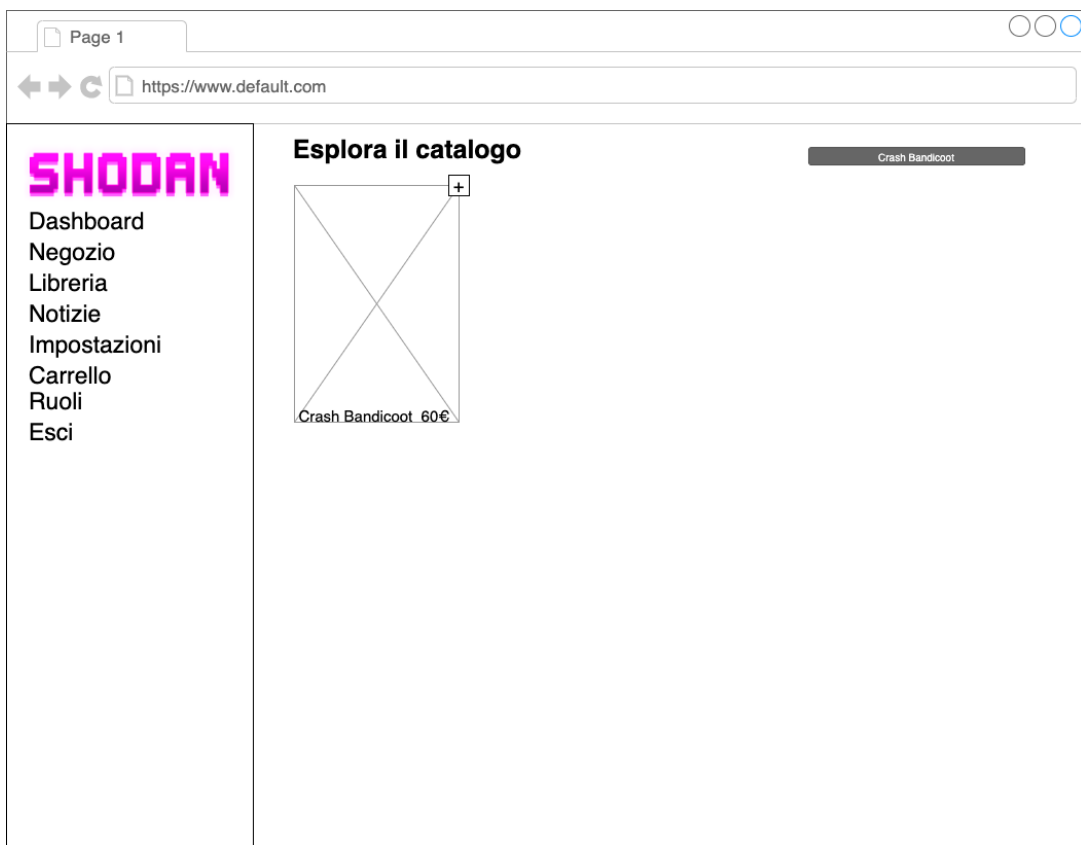 Page 1
https://www.default.com
SHODAN
Dashboard
Negozio
Libreria
Notizie
Impostazioni
Carrello
Ruoli
Esci
Esplora il catalogo
Crash Bandicoot
+
Crash Bandicoot 60€